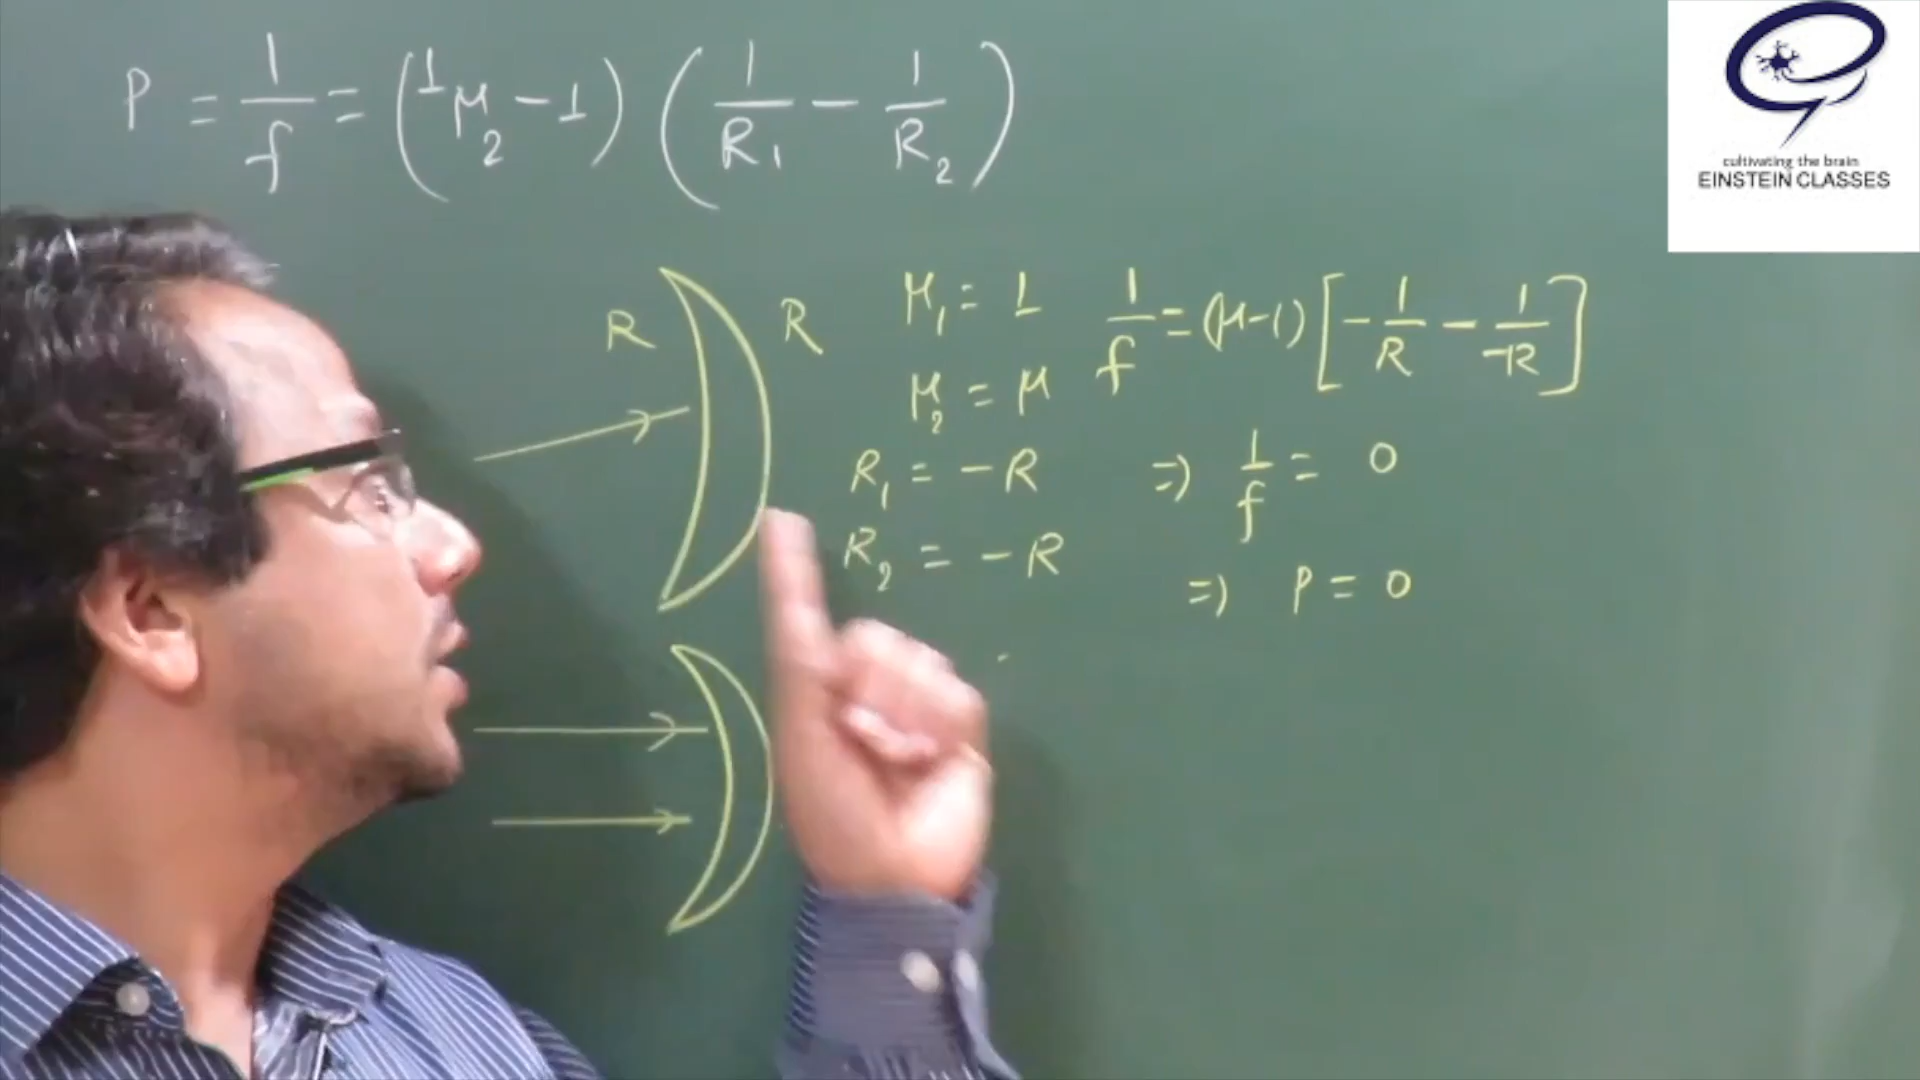 P = 1/f = (¹μ₂ - 1) (1/R₁ - 1/R₂)
cultivating the brain
EINSTEIN CLASSES
R
R
μ₁ = 1
μ₂ = μ
R₁ = -R
R₂ = -R
1/f = (μ-1) [-1/R - 1/-R]
⇒ 1/f = 0
⇒ P = 0